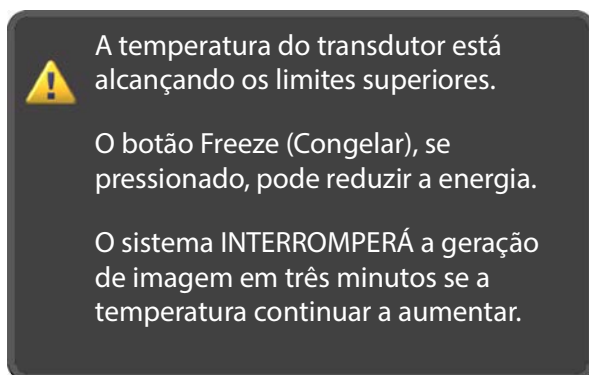 A temperatura do transdutor está
alcançando os limites superiores.
O botão Freeze (Congelar), se
pressionado, pode reduzir a energia.
O sistema INTERROMPERÁ a geração
de imagem em três minutos se a
temperatura continuar a aumentar.